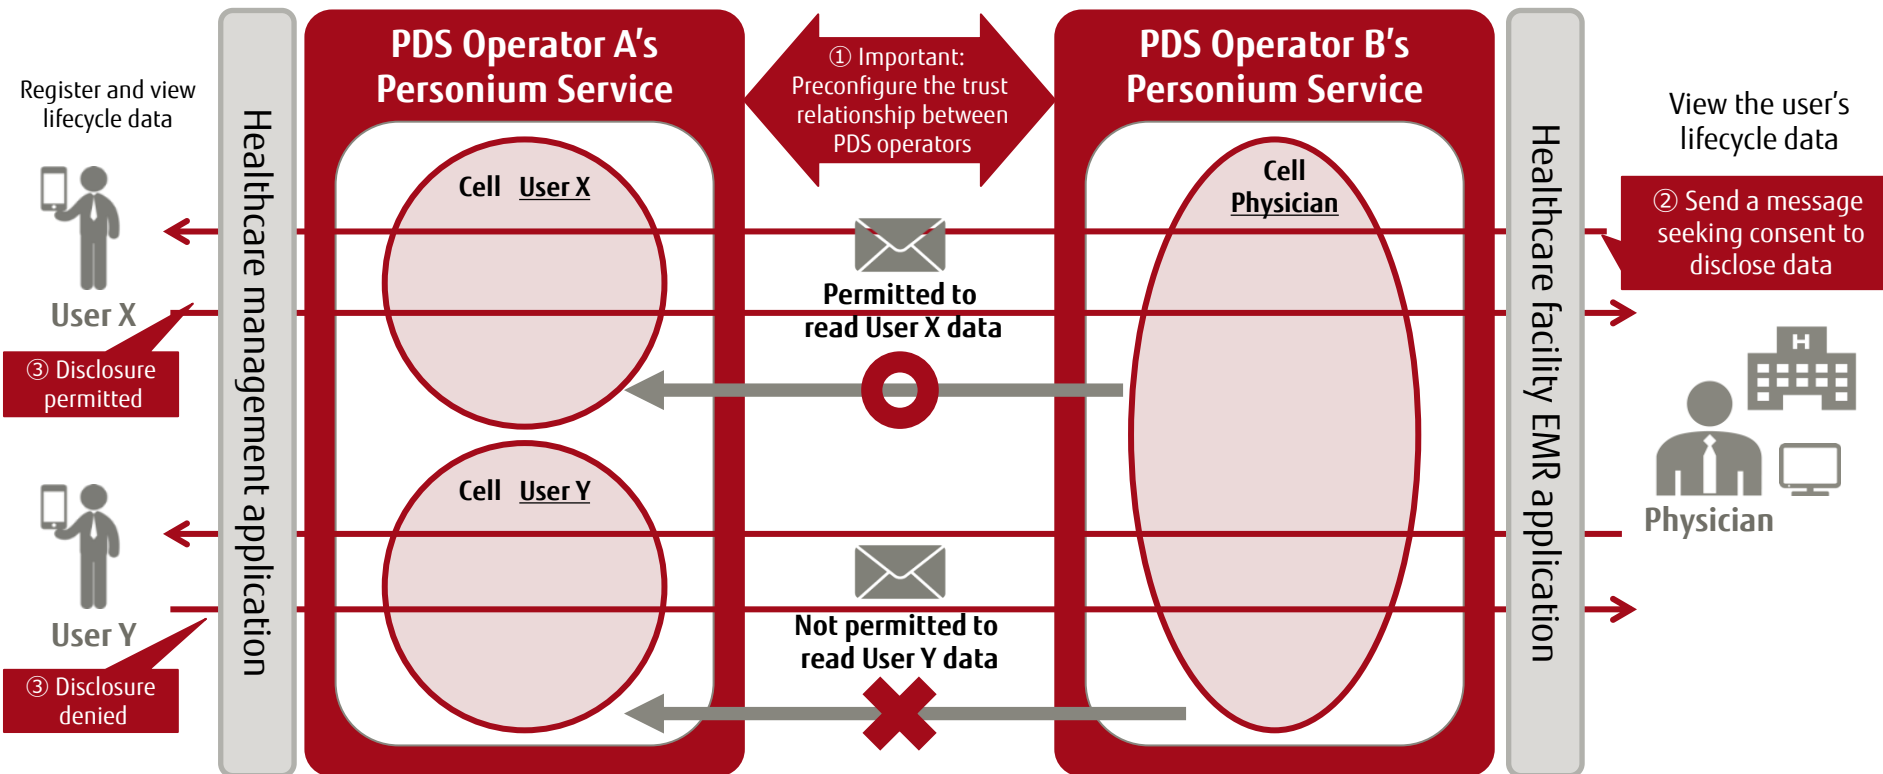 Register and view
lifecycle data
User X
③ Disclosure
permitted
User Y
③ Disclosure
denied
Healthcare management application
PDS Operator A's
Personium Service
Cell User X
Cell User Y
① Important:
Preconfigure the trust
relationship between
PDS operators
Permitted to
read User X data
Not permitted to
read User Y data
PDS Operator B's
Personium Service
Cell
Physician
Healthcare facility EMR application
View the user's
lifecycle data
② Send a message
seeking consent to
disclose data
H
Physician